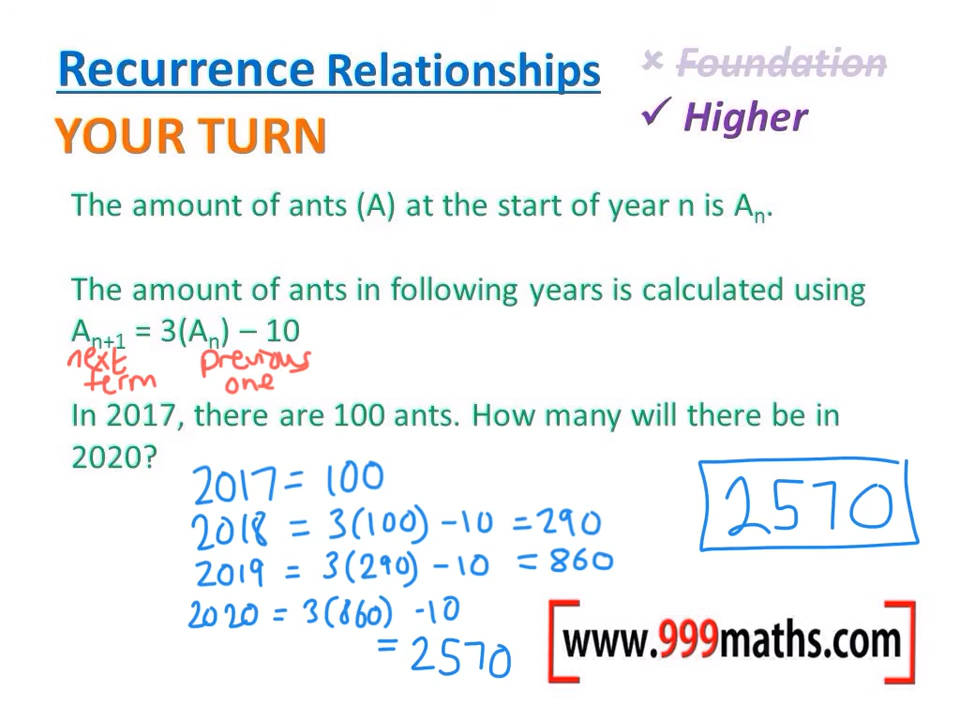 Recurrence Relationships
× Foundation
YOUR TURN
✓ Higher
The amount of ants (A) at the start of year n is Aₙ.
The amount of ants in following years is calculated using
Aₙ₊₁ = 3(Aₙ) – 10
next previous
term one
In 2017, there are 100 ants. How many will there be in
2020?
2017 = 100
2018 = 3(100) -10 = 290
2019 = 3(290) -10 = 860
2020 = 3(860) -10
= 2570
2570
www.999maths.com